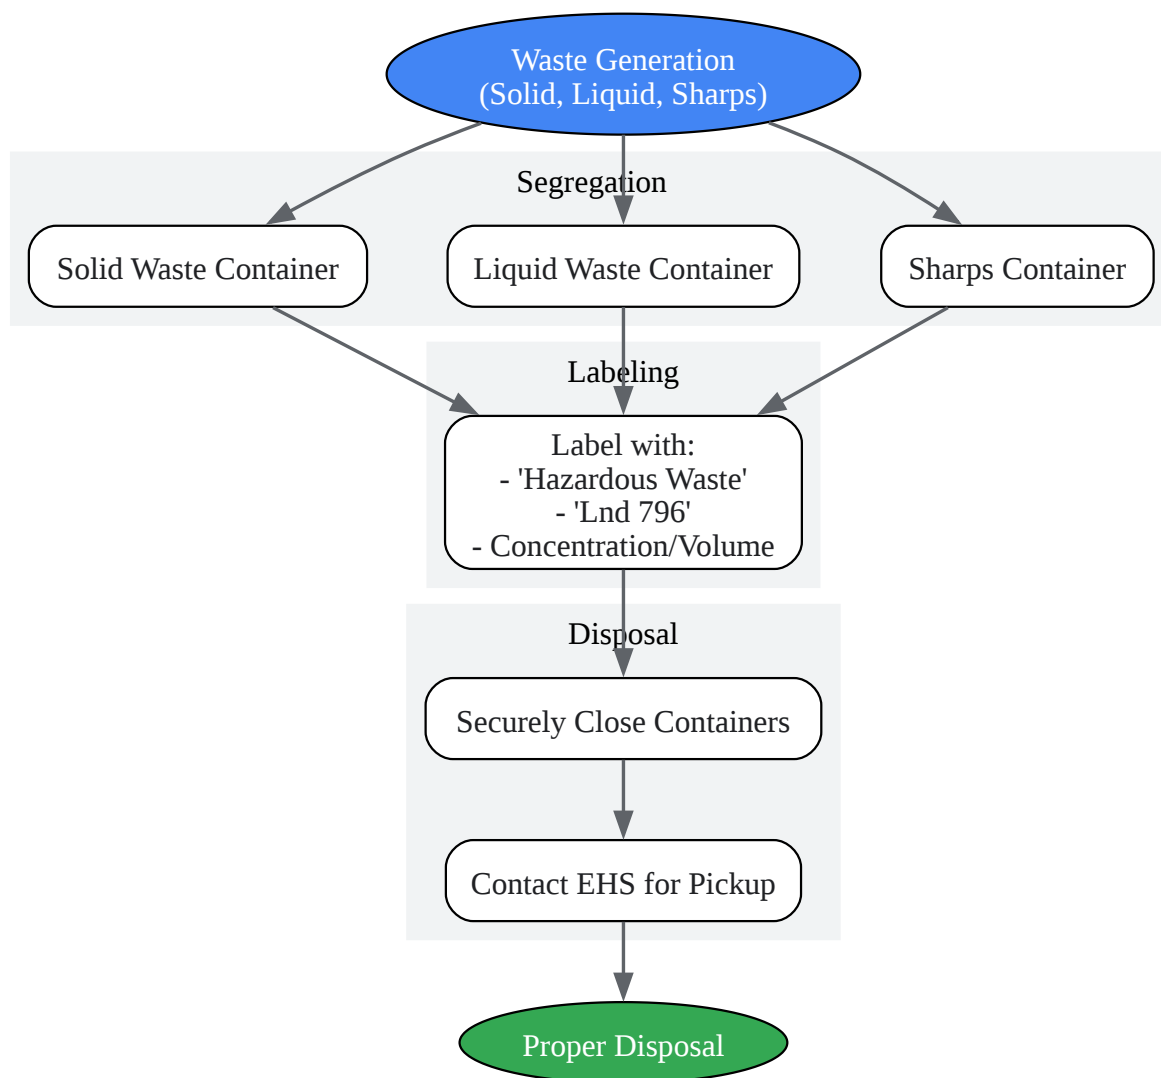 Waste Generation
(Solid, Liquid, Sharps)
Segregation
Solid Waste Container
Liquid Waste Container
Sharps Container
Labeling
Label with:
- 'Hazardous Waste'
- 'Lnd 796'
- Concentration/Volume
Disposal
Securely Close Containers
Contact EHS for Pickup
Proper Disposal